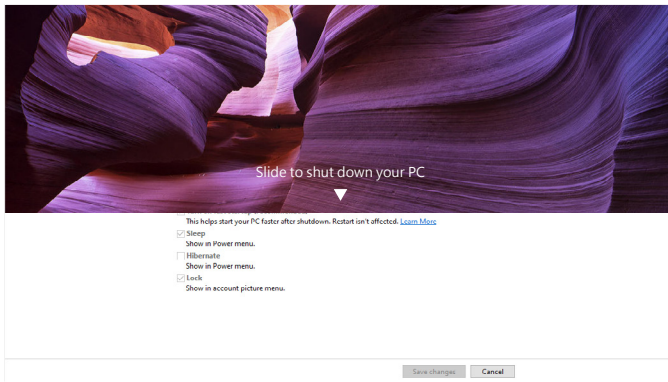 Slide to shut down your PC
This helps start your PC faster after shutdown. Restart isn't affected. Learn More
Sleep
Show in Power menu.
Hibernate
Show in Power menu.
Lock
Show in account picture menu.
Save changes Cancel